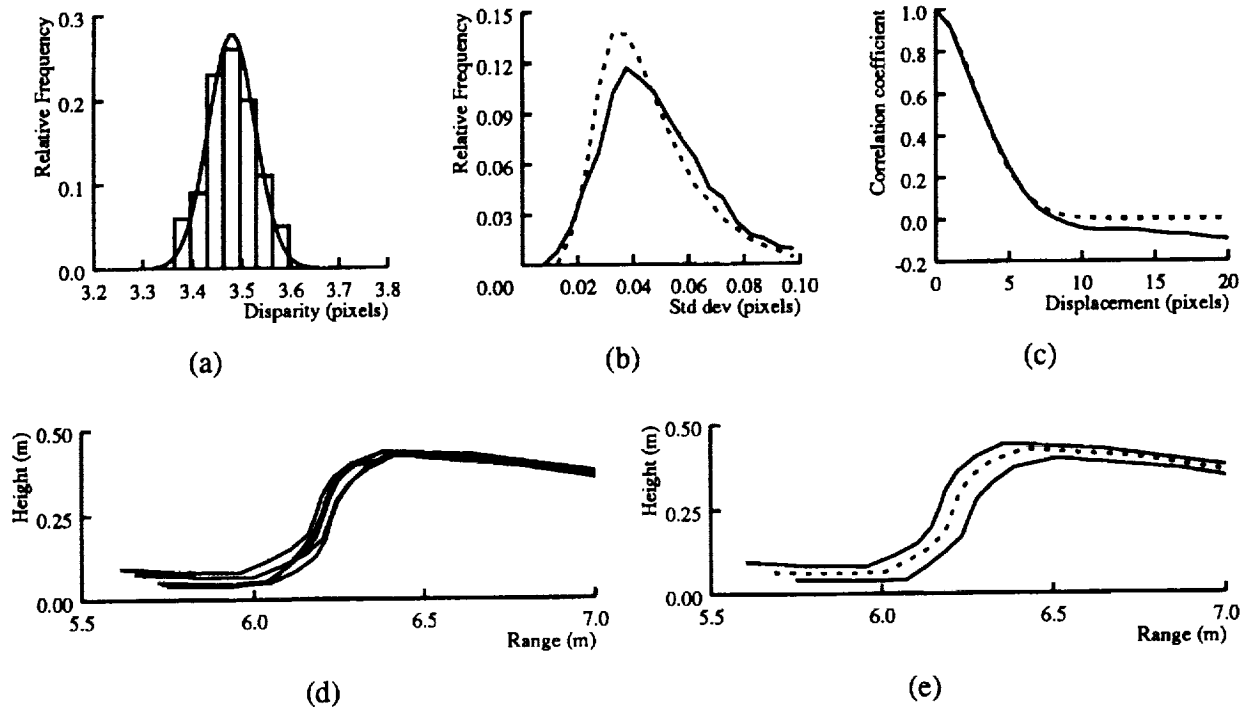 Relative Frequency
0.3
0.2
0.1
0.0
3.2 3.3 3.4 3.5 3.6 3.7 3.8
Disparity (pixels)
(a)
Relative Frequency
0.15
0.12
0.09
0.06
0.03
0.00 0.02 0.04 0.06 0.08 0.10
Std dev (pixels)
(b)
Correlation coefficient
1.0
0.8
0.6
0.4
0.2
0.0
-0.2
0 5 10 15 20
Displacement (pixels)
(c)
Height (m)
0.50
0.25
0.00
5.5 6.0 6.5 7.0
Range (m)
(d)
Height (m)
0.50
0.25
0.00
5.5 6.0 6.5 7.0
Range (m)
(e)